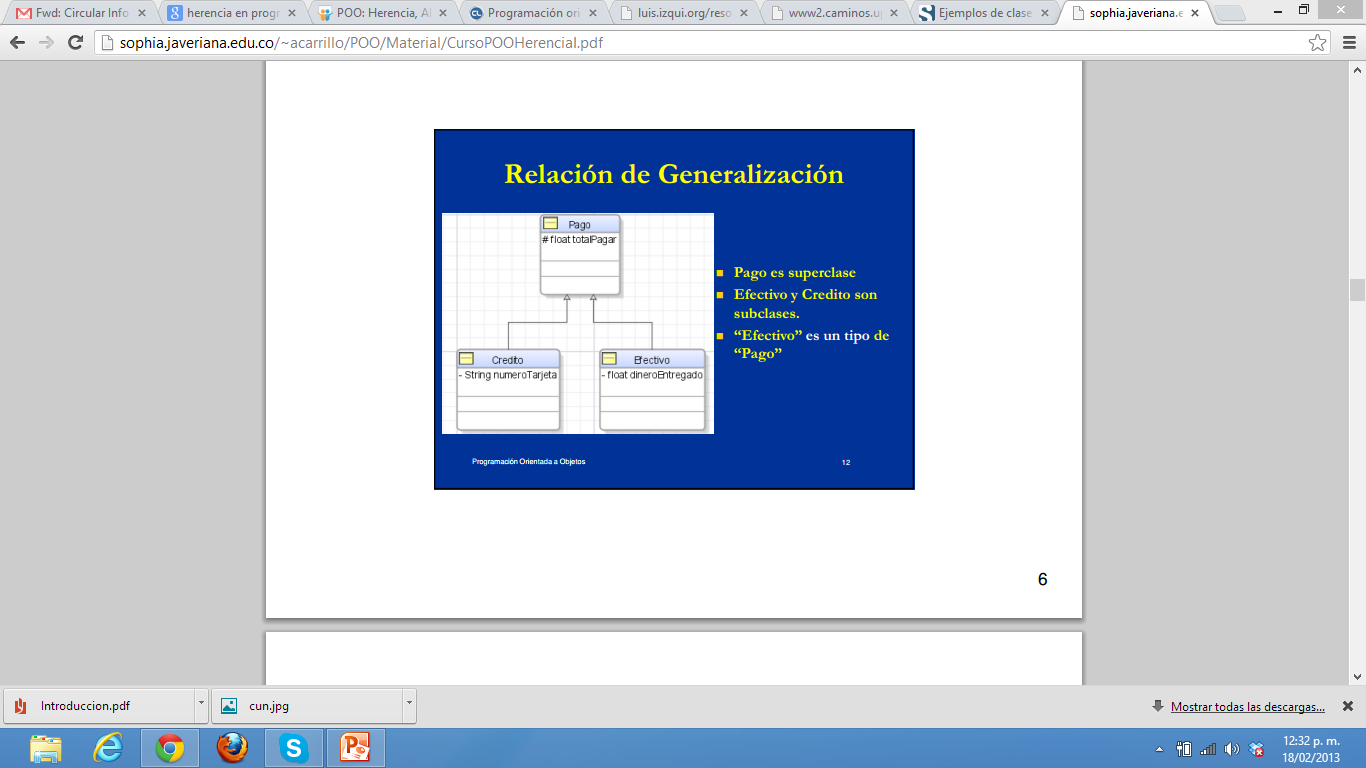 Fwd: Circular Info
herencia en progr
POO: Herencia, Al
Programación ori
luis.izqui.org/reso
www2.caminos.u
Ejemplos de clase
sophia.javeriana.e
sophia.javeriana.edu.co/~acarrillo/POO/Material/CursoPOOHerencial.pdf
Relación de Generalización
Pago
# float totalPagar
Credito
- String numeroTarjeta
Efectivo
- float dineroEntregado
Pago es superclase
Efectivo y Credito son
subclases.
“Efectivo” es un tipo de
“Pago”
Programación Orientada a Objetos
12
6
Introduccion.pdf
cun.jpg
Mostrar todas las descargas...
12:32 p. m.
18/02/2013